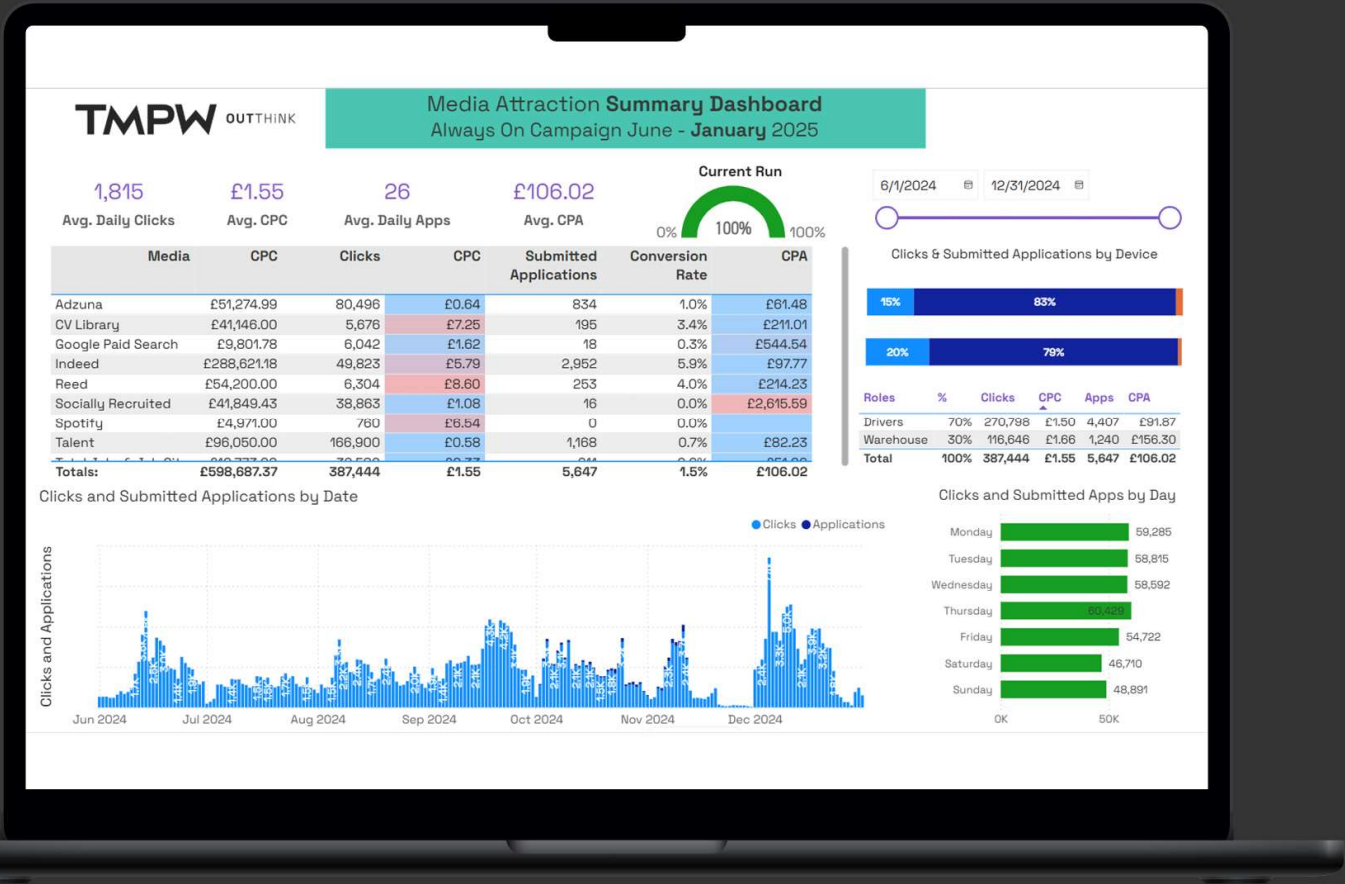 TMPW OUTTHiNK
Media Attraction Summary Dashboard
Always On Campaign June - January 2025
1,815
Avg. Daily Clicks
£1.55
Avg. CPC
26
Avg. Daily Apps
£106.02
Avg. CPA
Current Run
0% 100% 100%
6/1/2024 12/31/2024
Media CPC Clicks CPC Submitted Applications Conversion Rate CPA
Adzuna £51,274.99 80,496 £0.64 834 1.0% £61.48
CV Library £41,146.00 5,676 £7.25 195 3.4% £211.01
Google Paid Search £9,801.78 6,042 £1.62 18 0.3% £544.54
Indeed £288,621.18 49,823 £5.79 2,952 5.9% £97.77
Reed £54,200.00 6,304 £8.60 253 4.0% £214.23
Socially Recruited £41,849.43 38,863 £1.08 16 0.0% £2,615.59
Spotify £4,971.00 760 £6.54 0 0.0%
Talent £96,050.00 166,900 £0.58 1,168 0.7% £82.23
Totals: £598,687.37 387,444 £1.55 5,647 1.5% £106.02
Clicks & Submitted Applications by Device
15% 83%
20% 79%
Roles % Clicks CPC Apps CPA
Drivers 70% 270,798 £1.50 4,407 £91.87
Warehouse 30% 116,646 £1.66 1,240 £156.30
Total 100% 387,444 £1.55 5,647 £106.02
Clicks and Submitted Applications by Date
Clicks Applications
Clicks and Applications
Jun 2024 Jul 2024 Aug 2024 Sep 2024 Oct 2024 Nov 2024 Dec 2024
Clicks and Submitted Apps by Day
Monday 59,285
Tuesday 58,815
Wednesday 58,592
Thursday 60,429
Friday 54,722
Saturday 46,710
Sunday 48,891
0K 50K